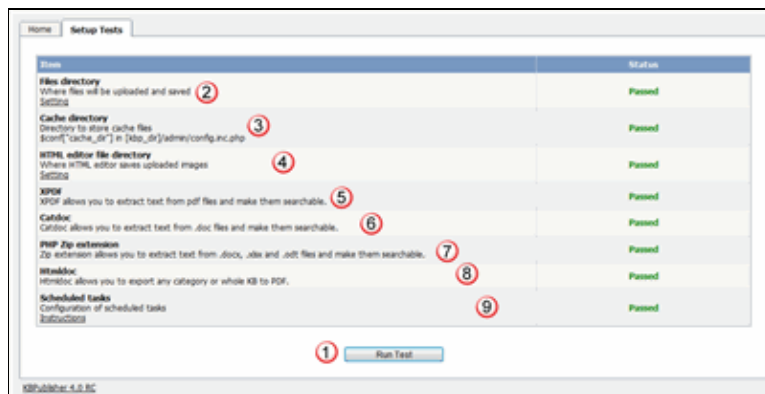 Home Setup Tests
Item Status
Files directory
Where files will be uploaded and saved 2 Passed
Setting
Cache directory
Directory to store cache files 3 Passed
$conf["cache_dir"] in [kbp_dir]/admin/config.inc.php
HTML editor file directory
Where HTML editor saves uploaded images 4 Passed
Setting
XPDF
XPDF allows you to extract text from pdf files and make them searchable. 5 Passed
Catdoc
Catdoc allows you to extract text from .doc files and make them searchable. 6 Passed
PHP Zip extension
Zip extension allows you to extract text from .docx, .xlsx and .odt files and make them searchable. 7 Passed
Htmldoc
Htmldoc allows you to export any category or whole KB to PDF. 8 Passed
Scheduled tasks
Configuration of scheduled tasks 9 Passed
Instructions
1 Run Test
KBPublisher 4.0 RC